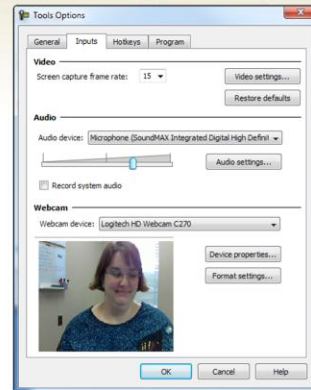 Tools Options
General Inputs Hotkeys Program
Video
Screen capture frame rate: 15 Video settings...
Restore defaults
Audio
Audio device: Microphone (SoundMAX Integrated Digital High Definit
Audio settings...
Record system audio
Webcam
Webcam device: Logitech HD Webcam C270
Device properties...
Format settings...
OK Cancel Help